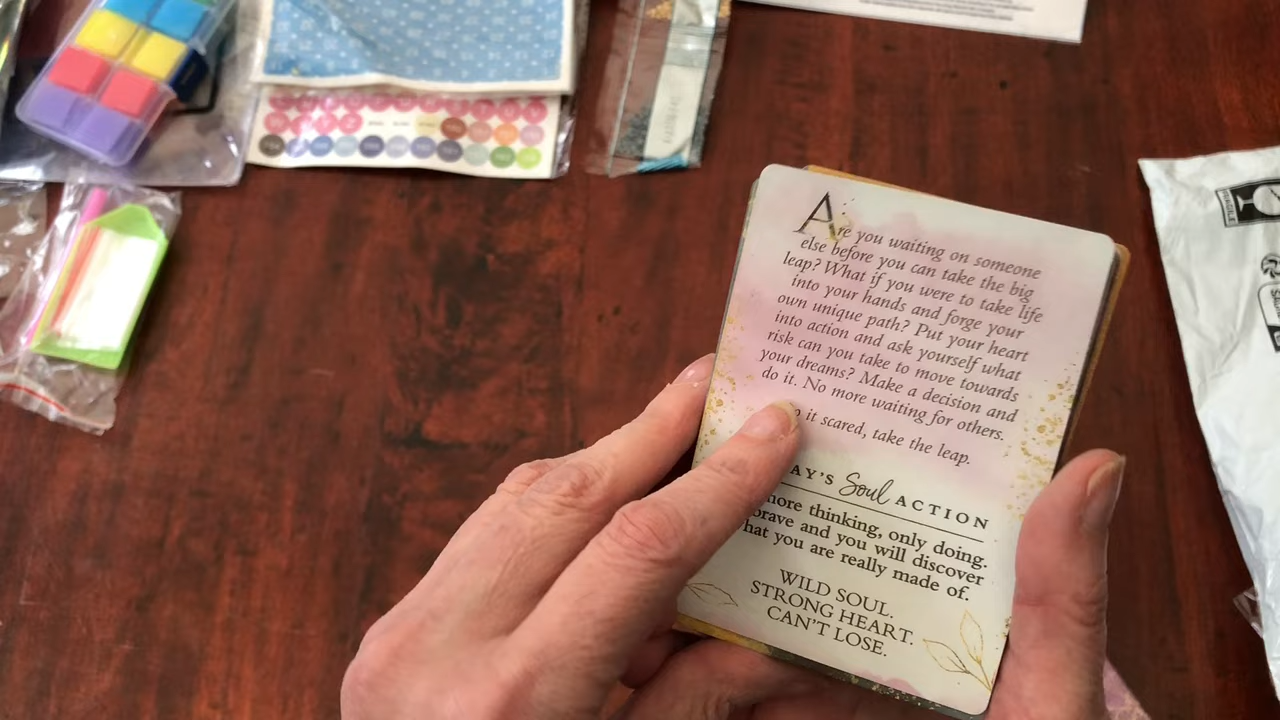 Are you waiting on someone
else before you can take the big
leap? What if you were to take life
into your hands and forge your
own unique path? Put your heart
into action and ask yourself what
risk can you take to move towards
your dreams? Make a decision and
do it. No more waiting for others.
it scared, take the leap.
AY'S Soul ACTION
more thinking, only doing.
brave and you will discover
hat you are really made of.
WILD SOUL.
STRONG HEART.
CAN'T LOSE.